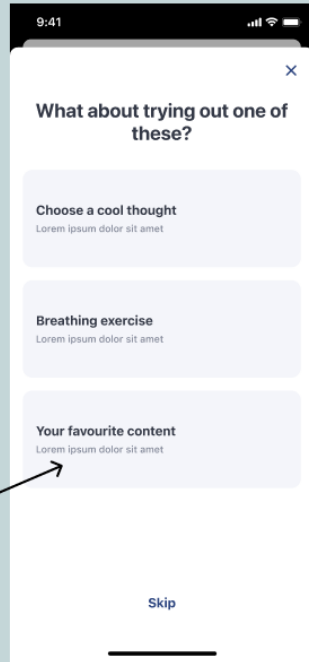 9:41
What about trying out one of
these?
Choose a cool thought
Lorem ipsum dolor sit amet
Breathing exercise
Lorem ipsum dolor sit amet
Your favourite content
Lorem ipsum dolor sit amet
Skip